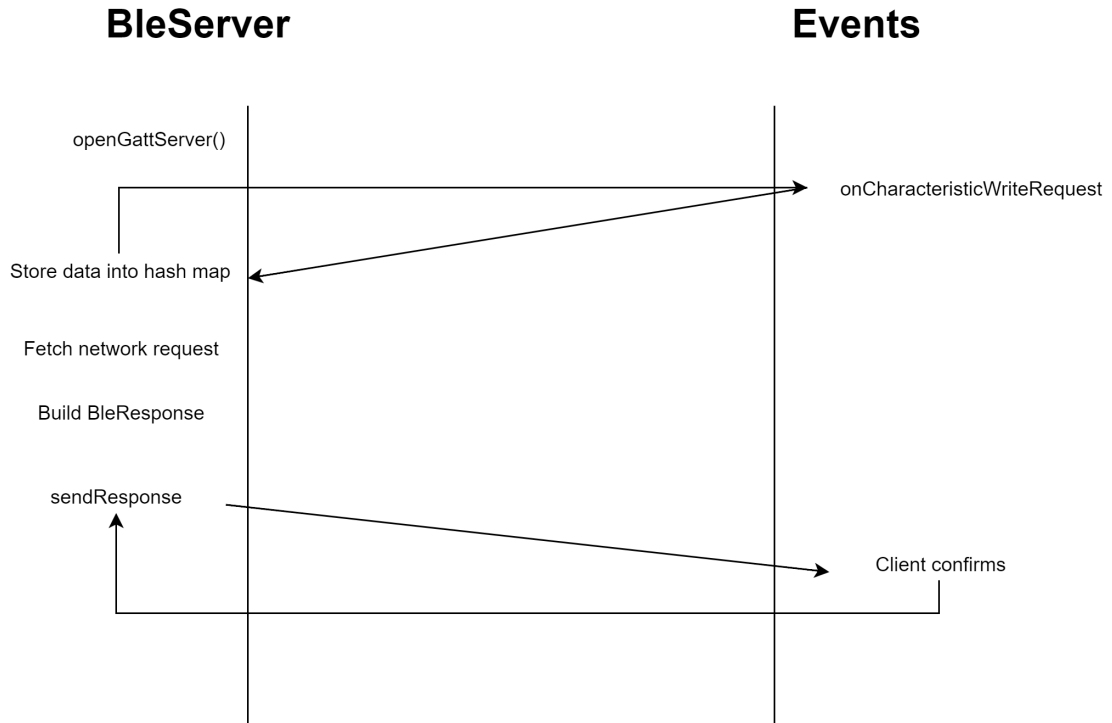 BleServer
Events
openGattServer()
onCharacteristicWriteRequest
Store data into hash map
Fetch network request
Build BleResponse
sendResponse
Client confirms